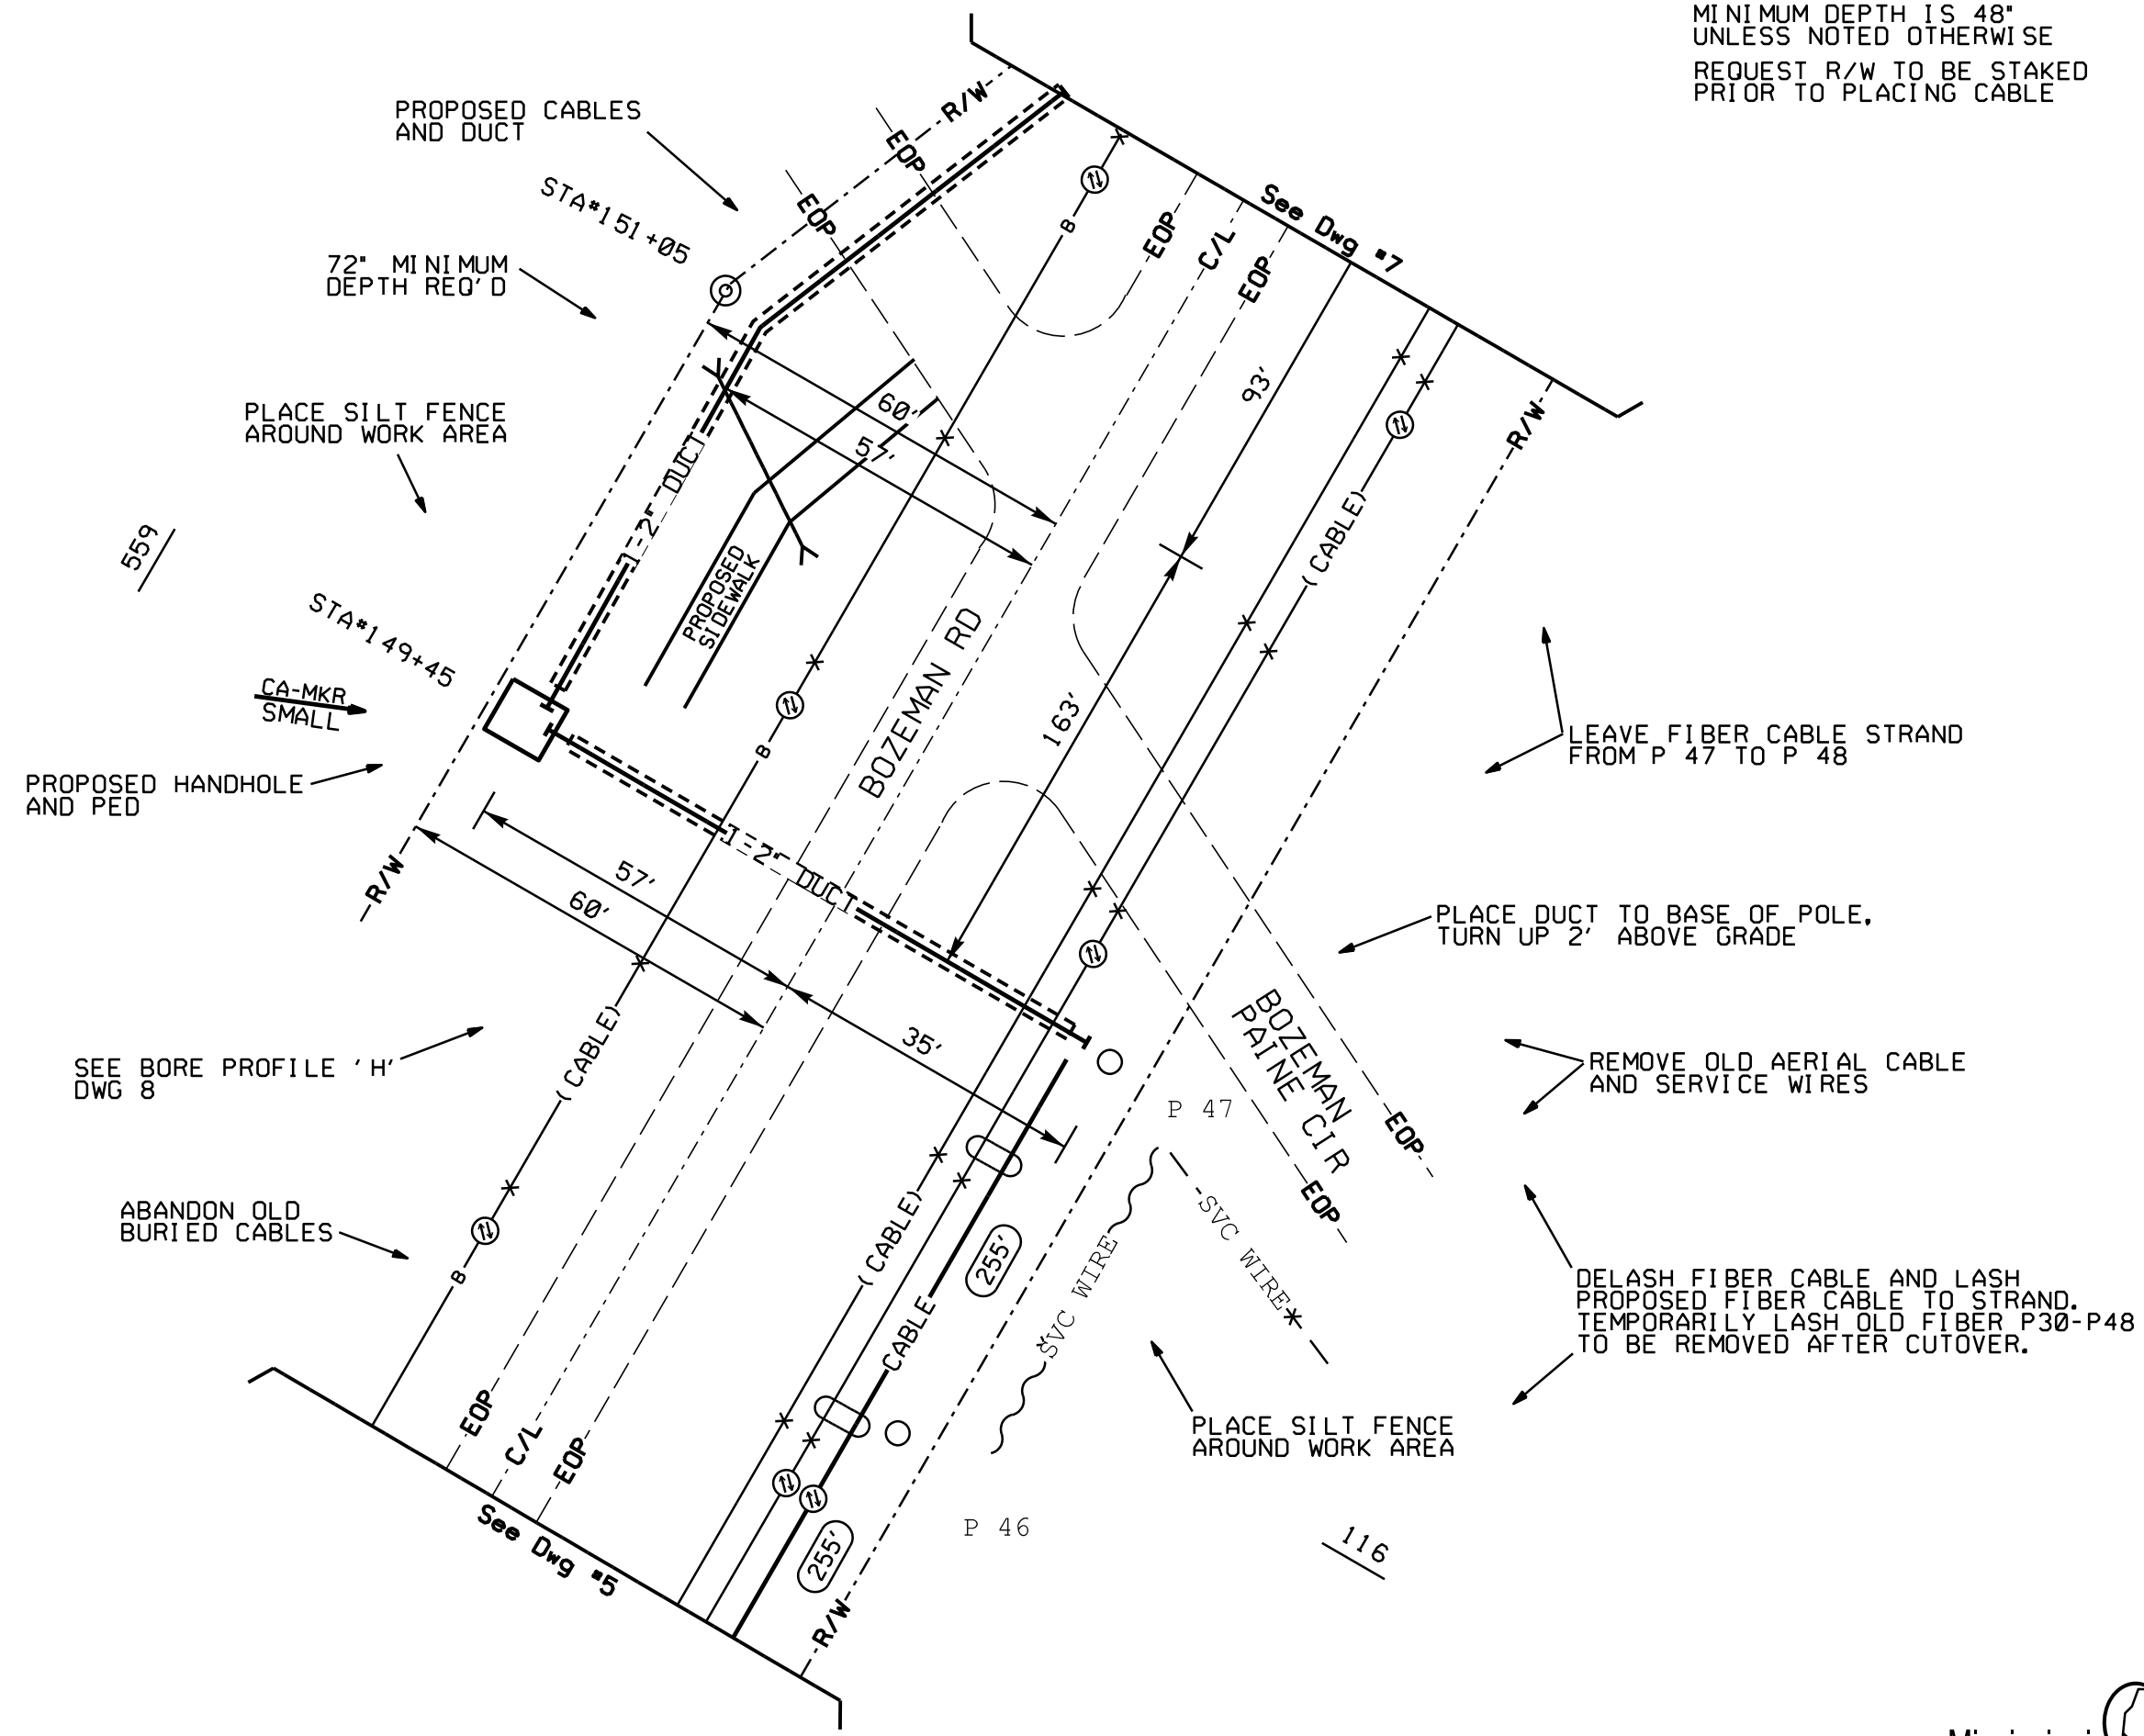 MINIMUM DEPTH IS 48"
UNLESS NOTED OTHERWISE
REQUEST R/W TO BE STAKED
PRIOR TO PLACING CABLE
PROPOSED CABLES
AND DUCT
R/W
EOP
EOP
STA#151+05
B
EOP
C/L
EOP
See Dwg #7
72" MINIMUM
DEPTH REQ'D
60'
57'
93'
R/W
PLACE SILT FENCE
AROUND WORK AREA
1-2" DUCT
(CABLE)
559
PROPOSED
SIDEWALK
STA#149+45
BOZEMAN RD
163'
CA-MKR
SMALL
B
LEAVE FIBER CABLE STRAND
FROM P 47 TO P 48
PROPOSED HANDHOLE
AND PED
R/W
57'
60'
1-2" DUCT
PLACE DUCT TO BASE OF POLE,
TURN UP 2' ABOVE GRADE
35'
BOZEMAN
PAINE CIR
EOP
EOP
SEE BORE PROFILE 'H'
DWG 8
(CABLE)
P 47
REMOVE OLD AERIAL CABLE
AND SERVICE WIRES
ABANDON OLD
BURIED CABLES
B
(CABLE)
255'
SVC WIRE
SVC WIRE
CABLE
DELASH FIBER CABLE AND LASH
PROPOSED FIBER CABLE TO STRAND.
TEMPORARILY LASH OLD FIBER P30-P48
TO BE REMOVED AFTER CUTOVER.
EOP
C/L
EOP
PLACE SILT FENCE
AROUND WORK AREA
See Dwg #5
255'
P 46
116
R/W